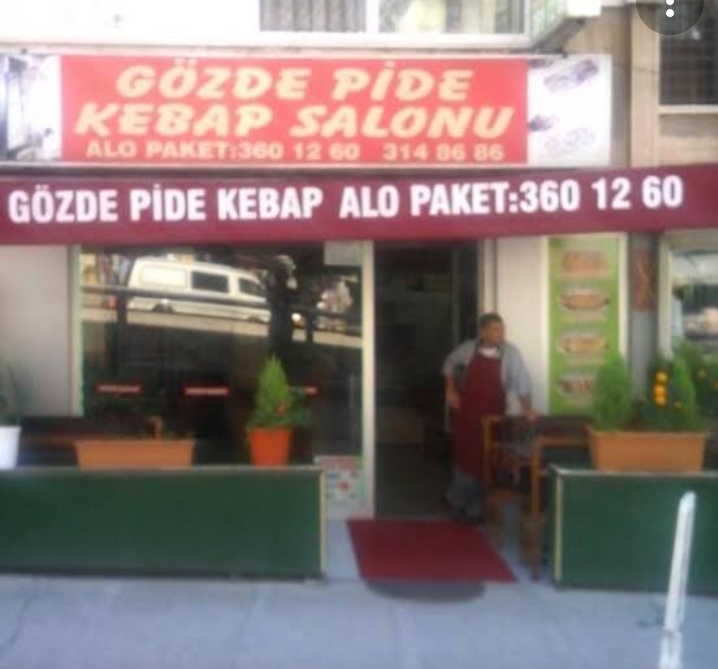 GÖZDE PİDE
KEBAP SALONU
ALO PAKET:360 12 60 314 86 86
GÖZDE PİDE KEBAP ALO PAKET:360 12 60